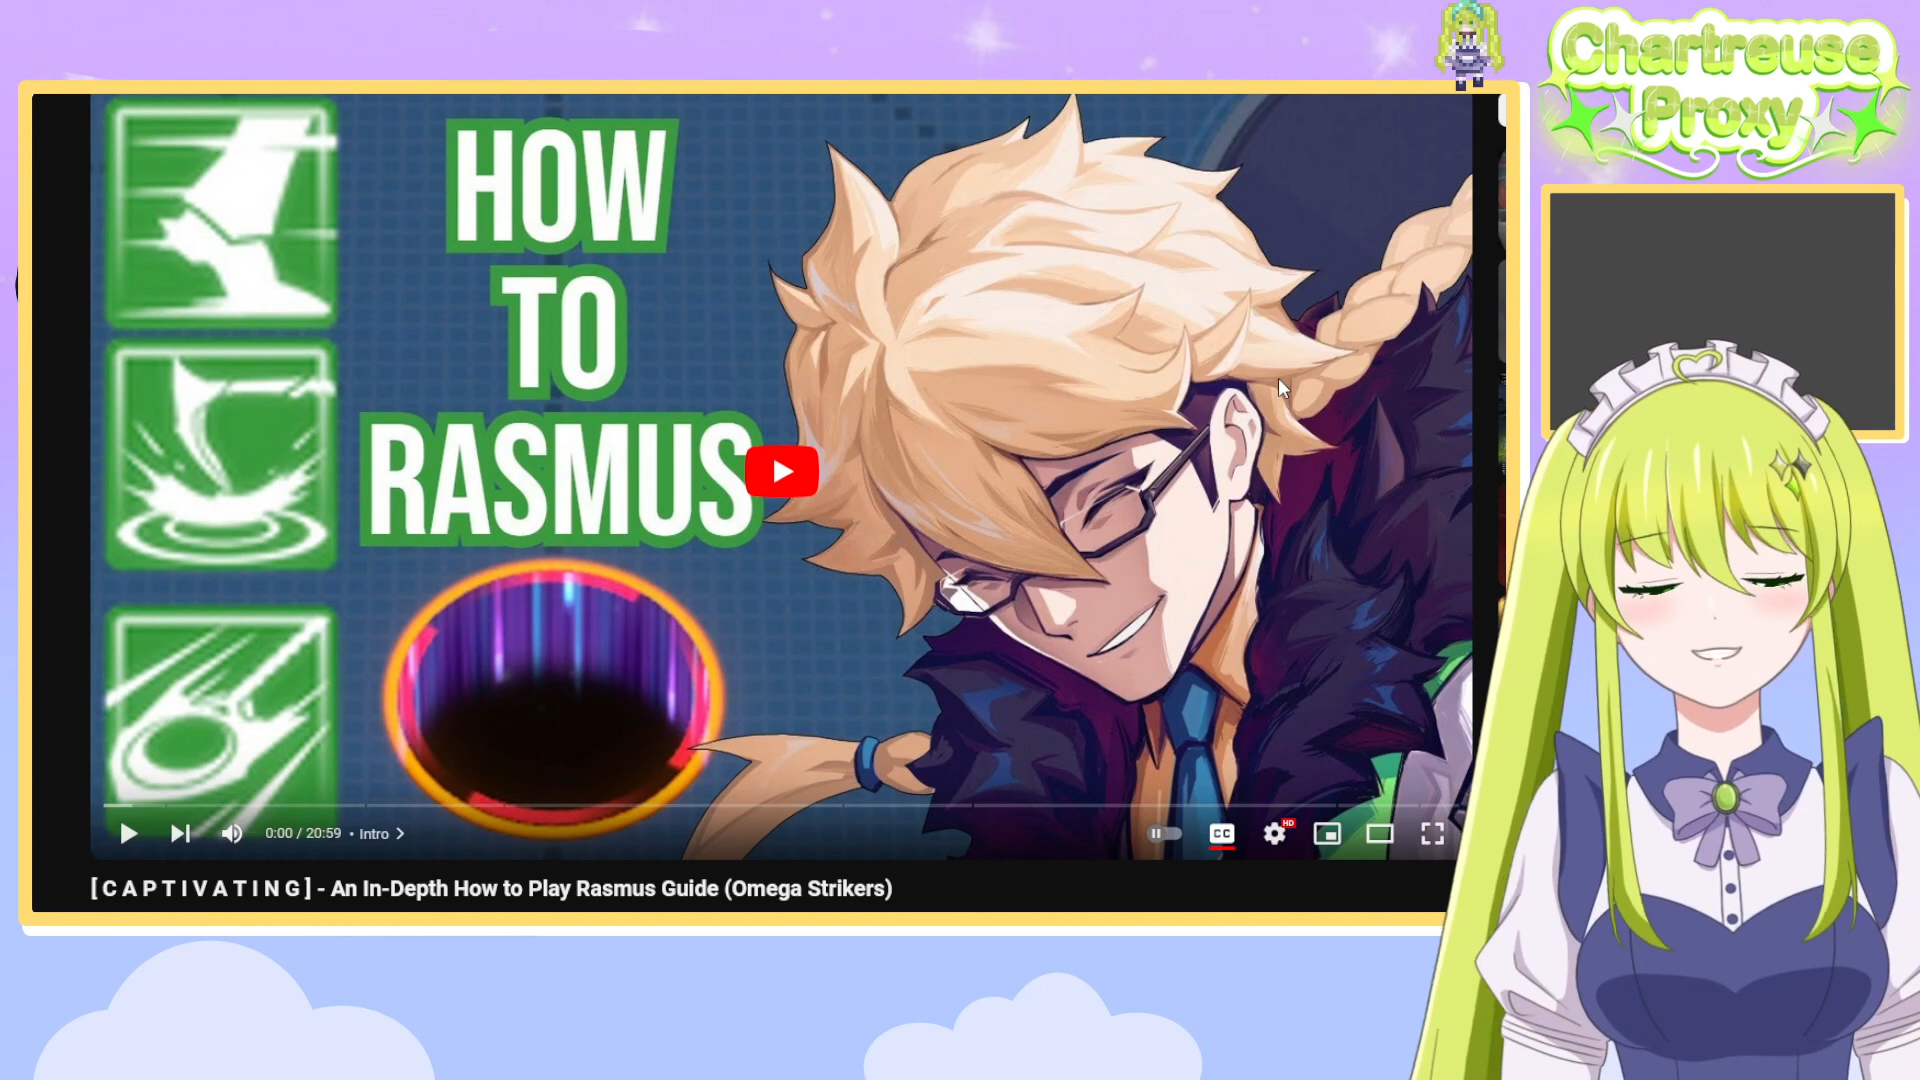 Chartreuse
Proxy
HOW
TO
RASMUS
0:00 / 20:59 • Intro
CC
HD
[ C A P T I V A T I N G ] - An In-Depth How to Play Rasmus Guide (Omega Strikers)